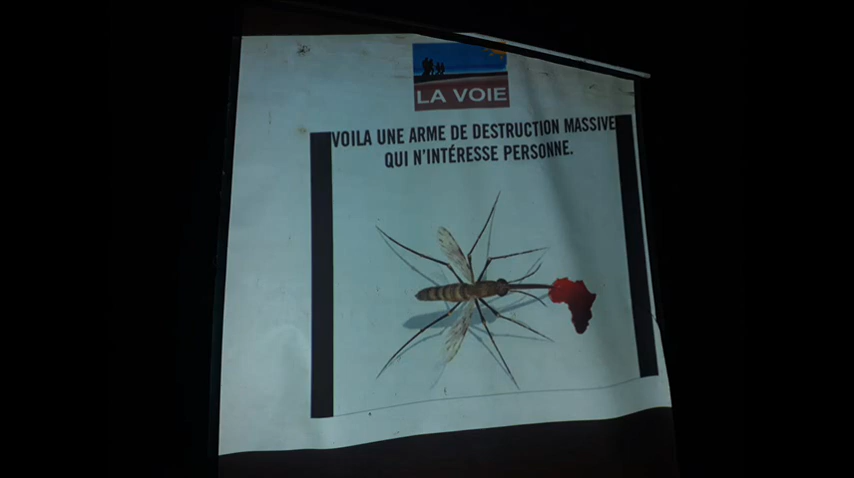 LA VOIE
VOILA UNE ARME DE DESTRUCTION MASSIVE
QUI N'INTÉRESSE PERSONNE.